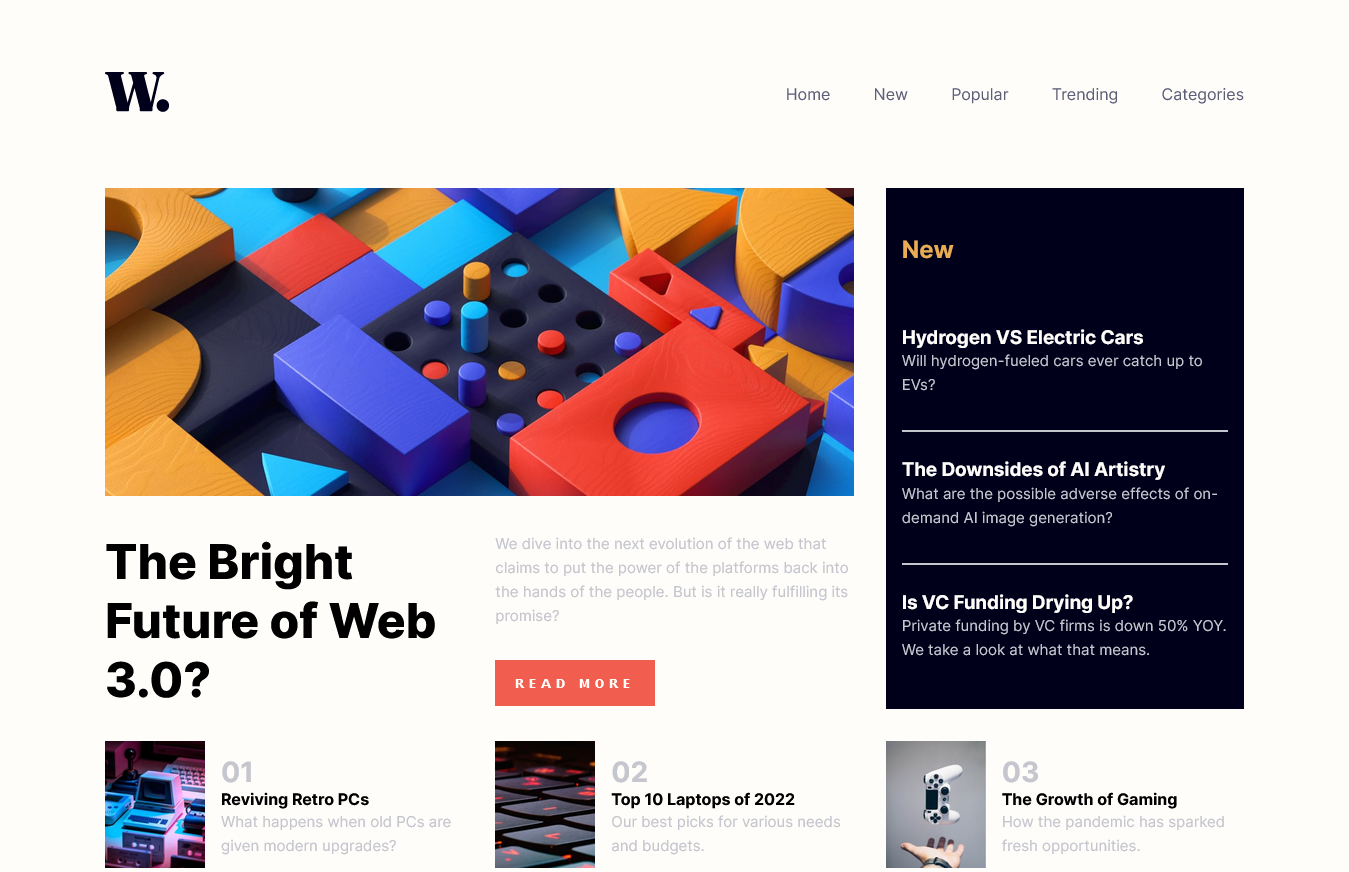 W.
Home New Popular Trending Categories
New
Hydrogen VS Electric Cars
Will hydrogen-fueled cars ever catch up to
EVs?
The Downsides of AI Artistry
What are the possible adverse effects of on-
demand AI image generation?
Is VC Funding Drying Up?
Private funding by VC firms is down 50% YOY.
We take a look at what that means.
The Bright
Future of Web
3.0?
We dive into the next evolution of the web that
claims to put the power of the platforms back into
the hands of the people. But is it really fulfilling its
promise?
READ MORE
01
Reviving Retro PCs
What happens when old PCs are
given modern upgrades?
02
Top 10 Laptops of 2022
Our best picks for various needs
and budgets.
03
The Growth of Gaming
How the pandemic has sparked
fresh opportunities.